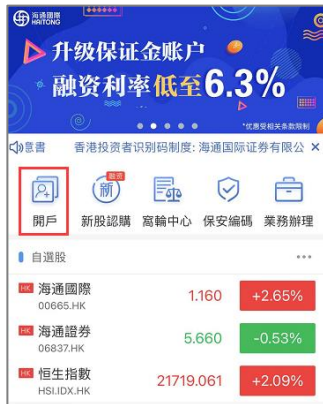 海通國際
HAITONG
升级保证金账户
融资利率低至6.3%
*优惠受相关条款限制
意書 香港投资者识别码制度: 海通国际证券有限公 ×
融资
新
開戶 新股認購 窩輪中心 保安編碼 業務辦理
自選股
HK 海通國際 1.160 +2.65%
00665.HK
HK 海通證券 5.660 -0.53%
06837.HK
HK 恒生指數 21719.061 +2.09%
HSI.IDX.HK